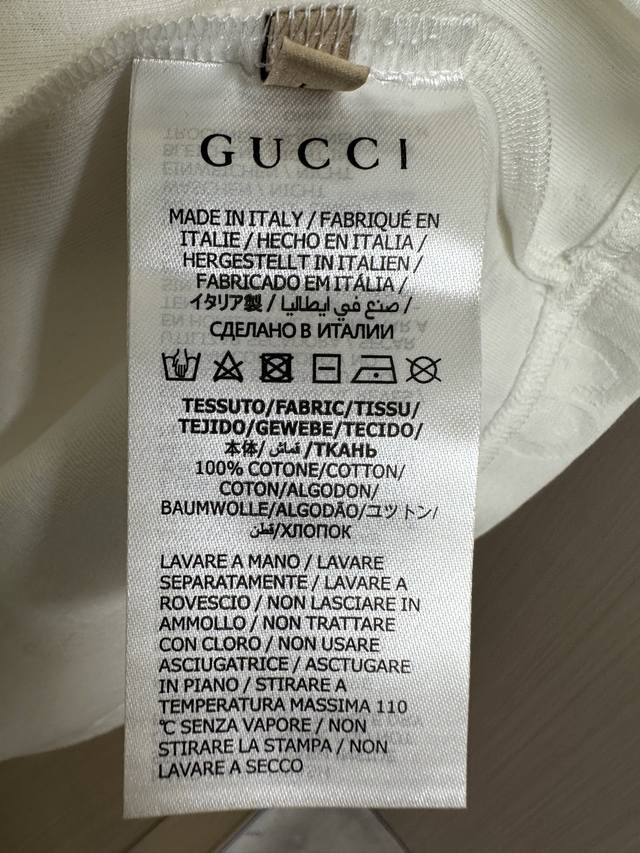 GUCCI
MADE IN ITALY / FABRIQUÉ EN
ITALIE / HECHO EN ITALIA /
HERGESTELLT IN ITALIEN /
FABRICADO EM ITÁLIA /
イタリア製 / صنع في ايطاليا /
СДЕЛАНО В ИТАЛИИ
TESSUTO/FABRIC/TISSU/
TEJIDO/GEWEBE/TECIDO/
本体/ قماش /ТКАНЬ
100% COTONE/COTTON/
COTON/ALGODON/
BAUMWOLLE/ALGODÃO/コットン/
قطن/ХЛОПОК
LAVARE A MANO / LAVARE
SEPARATAMENTE / LAVARE A
ROVESCIO / NON LASCIARE IN
AMMOLLO / NON TRATTARE
CON CLORO / NON USARE
ASCIUGATRICE / ASCTUGARE
IN PIANO / STIRARE A
TEMPERATURA MASSIMA 110
°C SENZA VAPORE / NON
STIRARE LA STAMPA / NON
LAVARE A SECCO